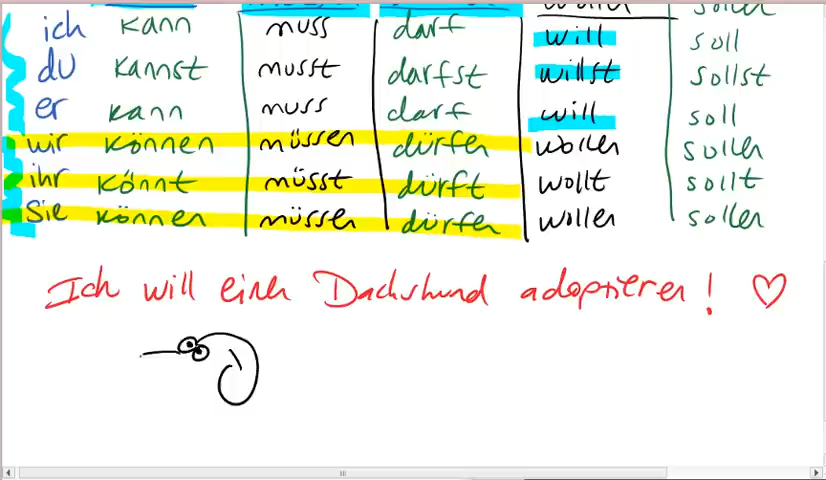 ich kann muss darf will soll
du kannst musst darfst willst sollst
er kann muss darf will soll
wir können müssen dürfen wollen sollen
ihr könnt müsst dürft wollt sollt
Sie können müssen dürfen wollen sollen
Ich will einen Dachshund adoptieren! ♡